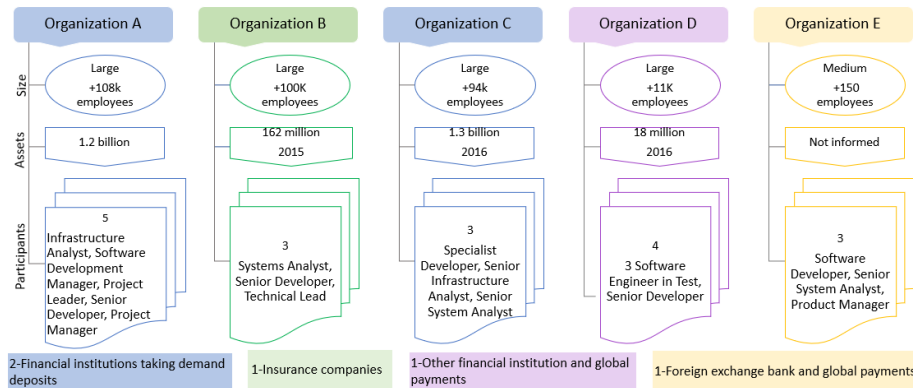 Organization A
Organization B
Organization C
Organization D
Organization E
Size
Large
+108k
employees
Large
+100K
employees
Large
+94k
employees
Large
+11K
employees
Medium
+150
employees
Assets
1.2 billion
162 million
2015
1.3 billion
2016
18 million
2016
Not informed
Participants
5
Infrastructure
Analyst, Software
Development
Manager, Project
Leader, Senior
Developer, Project
Manager
3
Systems Analyst,
Senior Developer,
Technical Lead
3
Specialist
Developer, Senior
Infrastructure
Analyst, Senior
System Analyst
4
3 Software
Engineer in Test,
Senior Developer
3
Software
Developer, Senior
System Analyst,
Product Manager
2-Financial institutions taking demand
deposits
1-Insurance companies
1-Other financial institution and global
payments
1-Foreign exchange bank and global payments